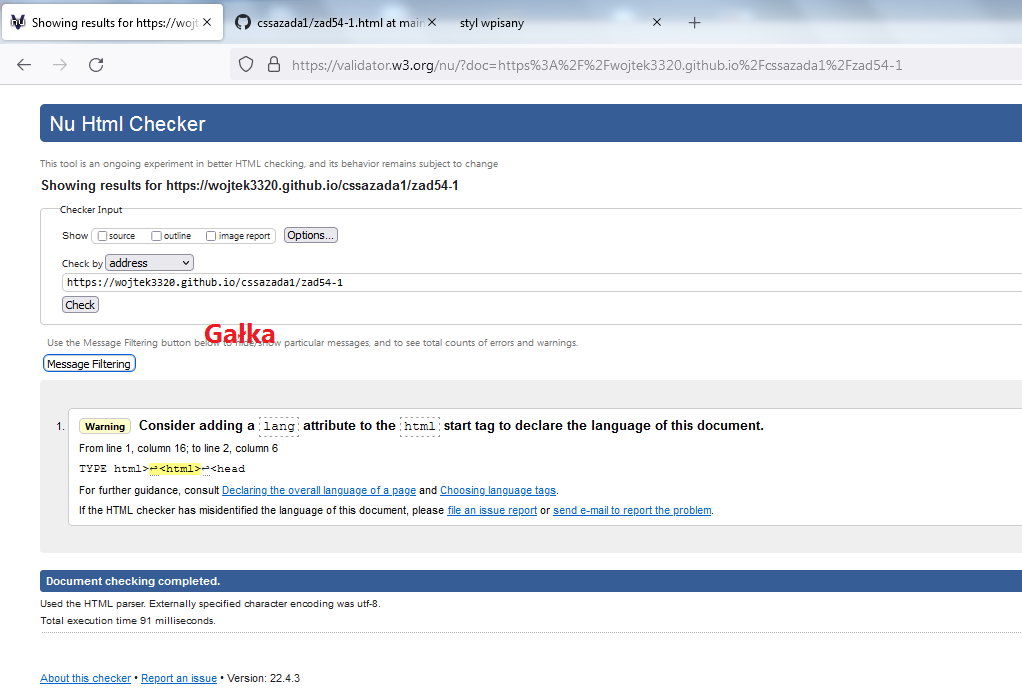 Showing results for https://wojt
cssazada1/zad54-1.html at main
styl wpisany
https://validator.w3.org/nu/?doc=https%3A%2F%2Fwojtek3320.github.io%2Fcssazada1%2Fzad54-1
Nu Html Checker
This tool is an ongoing experiment in better HTML checking, and its behavior remains subject to change
Showing results for https://wojtek3320.github.io/cssazada1/zad54-1
Checker Input
Show source outline image report Options...
Check by address
https://wojtek3320.github.io/cssazada1/zad54-1
Check
Galka
Use the Message Filtering button below to hide/show particular messages, and to see total counts of errors and warnings.
Message Filtering
1. Warning Consider adding a lang attribute to the html start tag to declare the language of this document.
From line 1, column 16; to line 2, column 6
TYPE html>↩<html>↩<head
For further guidance, consult Declaring the overall language of a page and Choosing language tags.
If the HTML checker has misidentified the language of this document, please file an issue report or send e-mail to report the problem.
Document checking completed.
Used the HTML parser. Externally specified character encoding was utf-8.
Total execution time 91 milliseconds.
About this checker • Report an issue • Version: 22.4.3